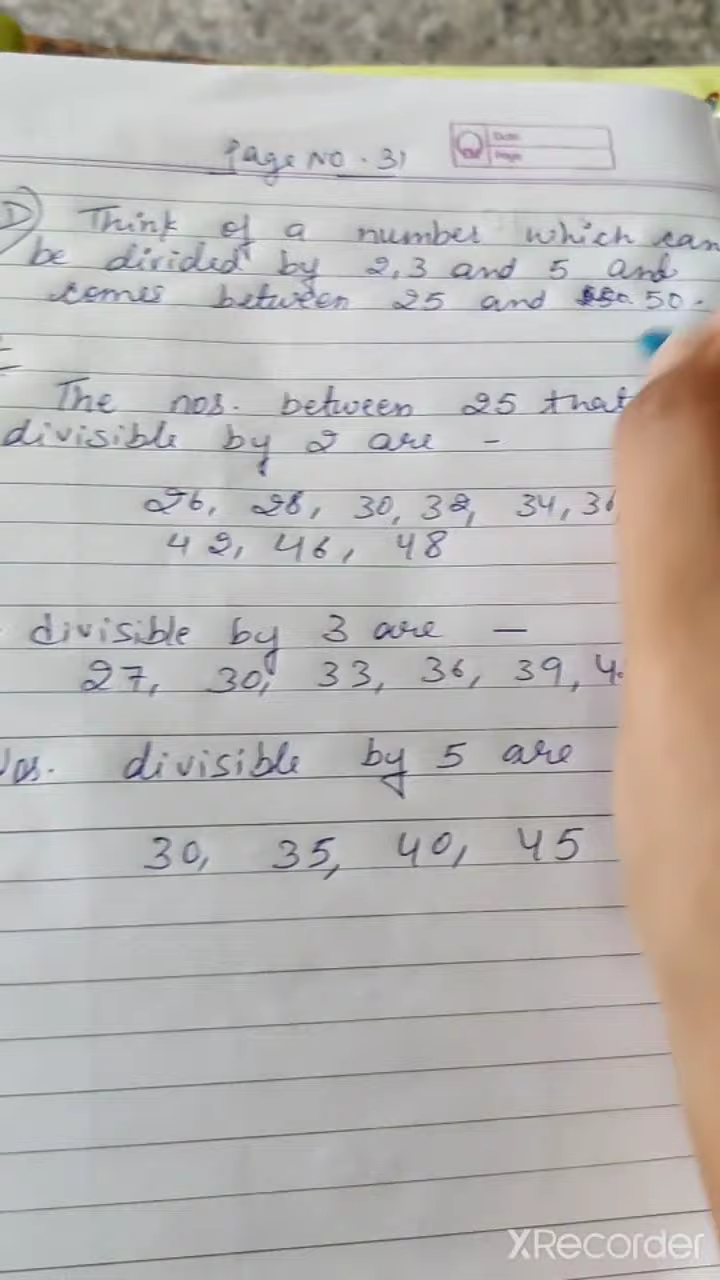 Page No. 31
Date
Page
1) Think of a number which can
be divided by 2, 3 and 5 and
comes between 25 and 50.
The nos. between 25 that
divisible by 2 are -
26, 28, 30, 32, 34, 36
42, 46, 48
divisible by 3 are —
27, 30, 33, 36, 39,
Nos. divisible by 5 are
30, 35, 40, 45
XRecorder